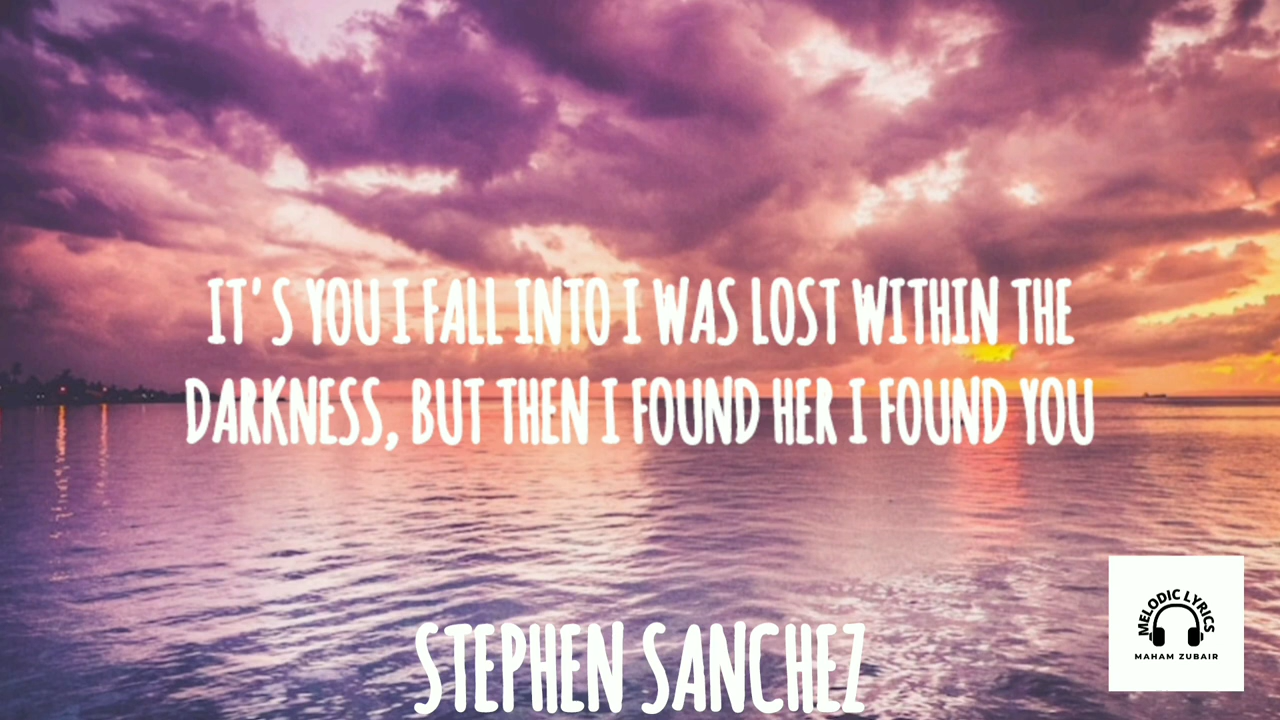 IT'S YOU I FALL INTO I WAS LOST WITHIN THE
DARKNESS, BUT THEN I FOUND HER I FOUND YOU
STEPHEN SANCHEZ
MELODIC LYRICS
MAHAM ZUBAIR